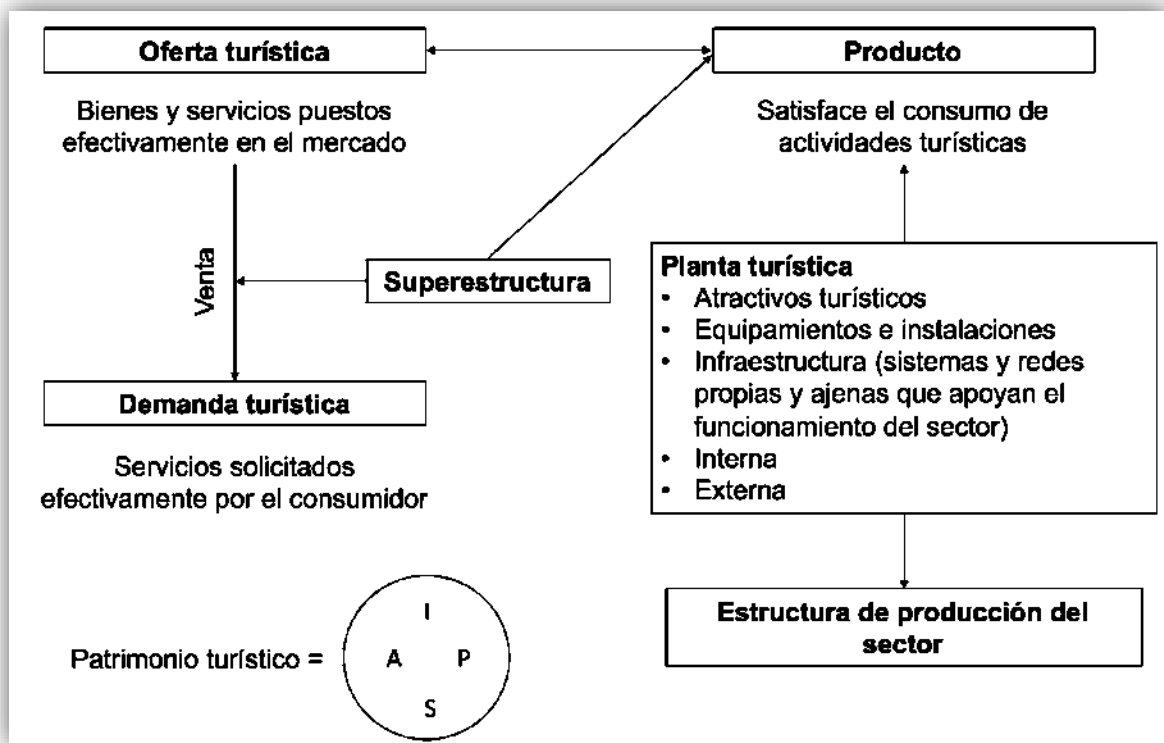 Oferta turística
Producto
Bienes y servicios puestos
efectivamente en el mercado
Satisface el consumo de
actividades turísticas
Venta
Superestructura
Planta turística
• Atractivos turísticos
• Equipamientos e instalaciones
• Infraestructura (sistemas y redes
propias y ajenas que apoyan el
funcionamiento del sector)
• Interna
• Externa
Demanda turística
Servicios solicitados
efectivamente por el consumidor
Estructura de producción del
sector
Patrimonio turístico =
I
A P
S